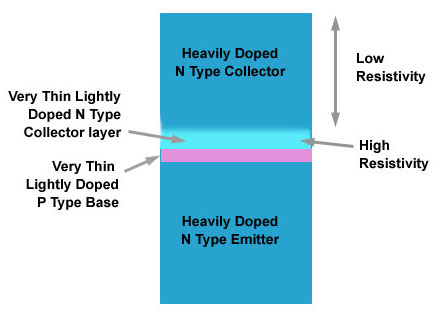 Heavily Doped
N Type Collector
Low
Resistivity
Very Thin Lightly
Doped N Type
Collector layer
High
Resistivity
Very Thin
Lightly Doped
P Type Base
Heavily Doped
N Type Emitter